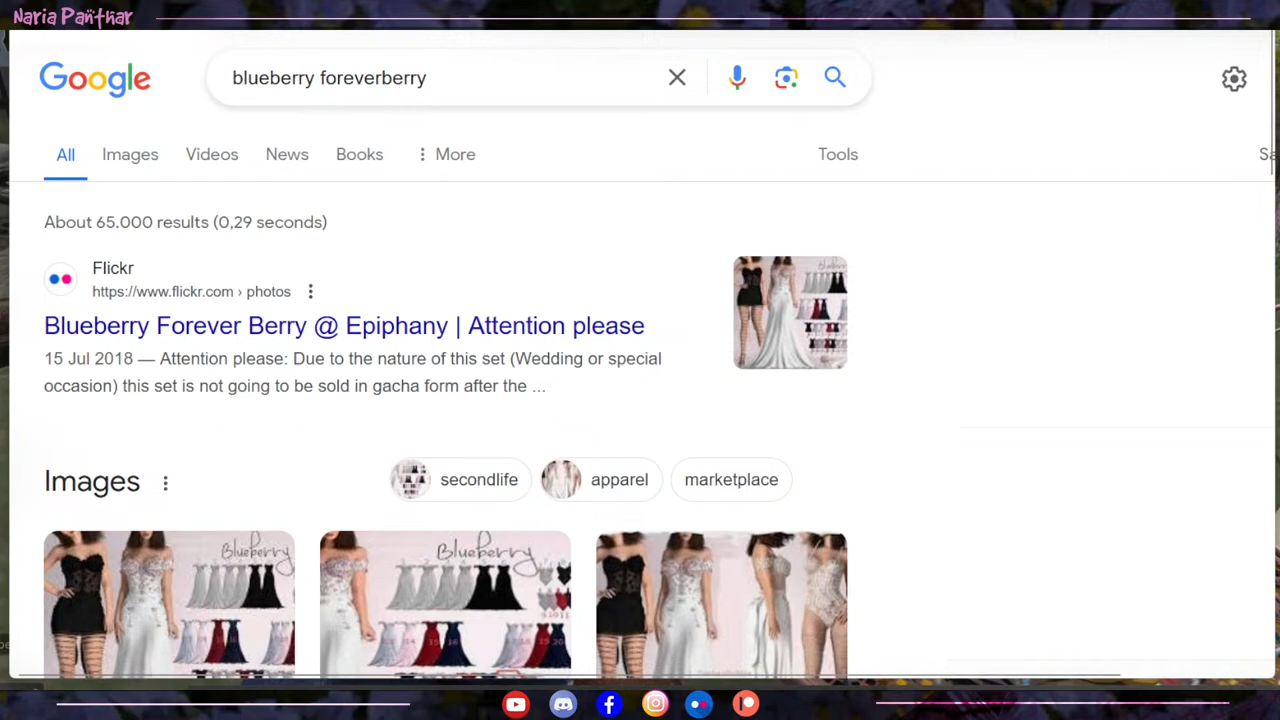 Naria Panthar
Google
blueberry foreverberry
All
Images
Videos
News
Books
More
Tools
About 65.000 results (0,29 seconds)
Flickr
https://www.flickr.com › photos
Blueberry Forever Berry @ Epiphany | Attention please
15 Jul 2018 — Attention please: Due to the nature of this set (Wedding or special
occasion) this set is not going to be sold in gacha form after the ...
Images
secondlife
apparel
marketplace
Blueberry
Blueberry